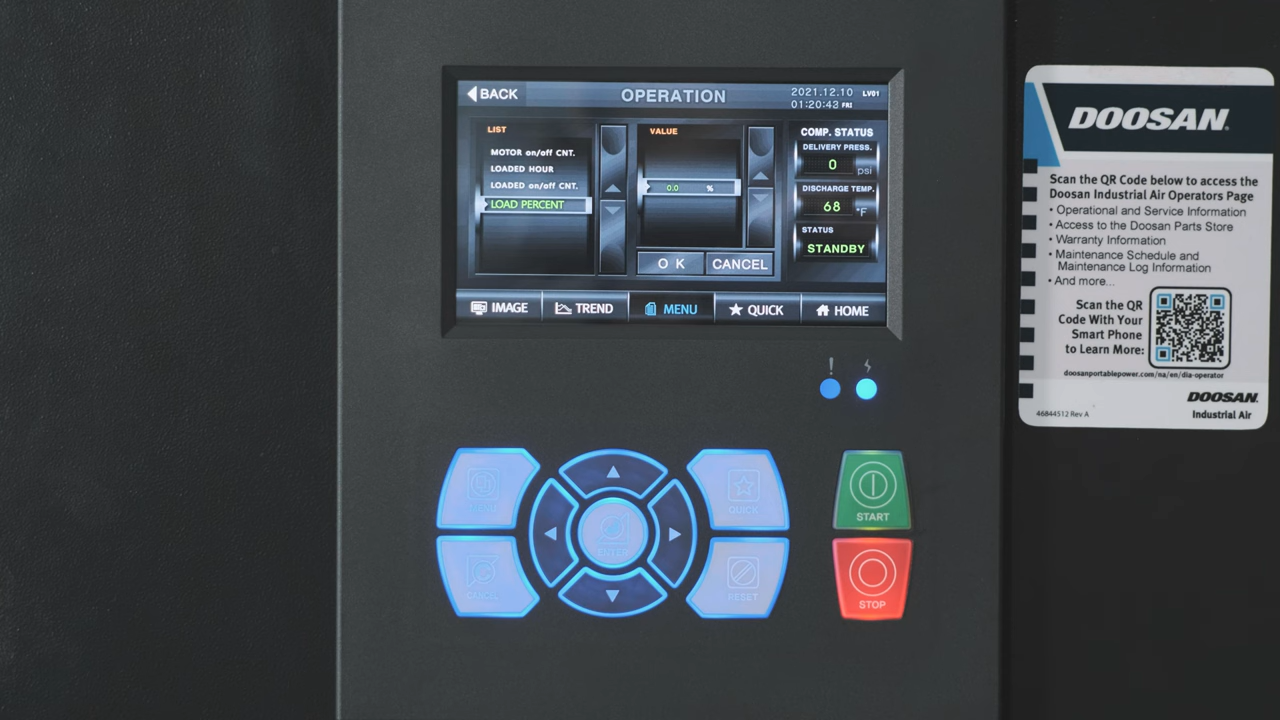 BACK
OPERATION
2021.12.10 LV01
01:20:43 FRI
LIST
MOTOR on/off CNT.
LOADED HOUR
LOADED on/off CNT.
LOAD PERCENT
VALUE
0.0 %
O K
CANCEL
COMP. STATUS
DELIVERY PRESS.
0 psi
DISCHARGE TEMP.
68 °F
STATUS
STANDBY
IMAGE
TREND
MENU
QUICK
HOME
MENU
QUICK
ENTER
CANCEL
RESET
START
STOP
DOOSAN
Scan the QR Code below to access the
Doosan Industrial Air Operators Page
• Operational and Service Information
• Access to the Doosan Parts Store
• Warranty Information
• Maintenance Schedule and
Maintenance Log Information
• And more...
Scan the QR
Code With Your
Smart Phone
to Learn More:
doosanportablepower.com/na/en/dia-operator
DOOSAN
46844512 Rev A
Industrial Air